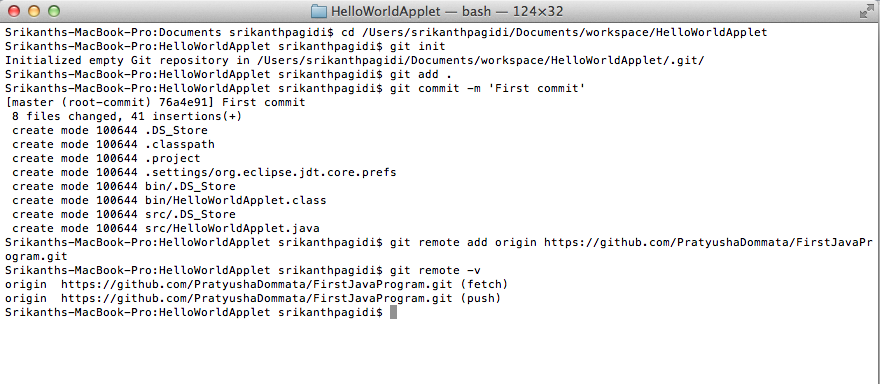 HelloWorldApplet — bash — 124×32
Srikanths-MacBook-Pro:Documents srikanthpagidi$ cd /Users/srikanthpagidi/Documents/workspace/HelloWorldApplet
Srikanths-MacBook-Pro:HelloWorldApplet srikanthpagidi$ git init
Initialized empty Git repository in /Users/srikanthpagidi/Documents/workspace/HelloWorldApplet/.git/
Srikanths-MacBook-Pro:HelloWorldApplet srikanthpagidi$ git add .
Srikanths-MacBook-Pro:HelloWorldApplet srikanthpagidi$ git commit -m 'First commit'
[master (root-commit) 76a4e91] First commit
 8 files changed, 41 insertions(+)
 create mode 100644 .DS_Store
 create mode 100644 .classpath
 create mode 100644 .project
 create mode 100644 .settings/org.eclipse.jdt.core.prefs
 create mode 100644 bin/.DS_Store
 create mode 100644 bin/HelloWorldApplet.class
 create mode 100644 src/.DS_Store
 create mode 100644 src/HelloWorldApplet.java
Srikanths-MacBook-Pro:HelloWorldApplet srikanthpagidi$ git remote add origin https://github.com/PratyushaDommata/FirstJavaPr
ogram.git
Srikanths-MacBook-Pro:HelloWorldApplet srikanthpagidi$ git remote -v
origin  https://github.com/PratyushaDommata/FirstJavaProgram.git (fetch)
origin  https://github.com/PratyushaDommata/FirstJavaProgram.git (push)
Srikanths-MacBook-Pro:HelloWorldApplet srikanthpagidi$